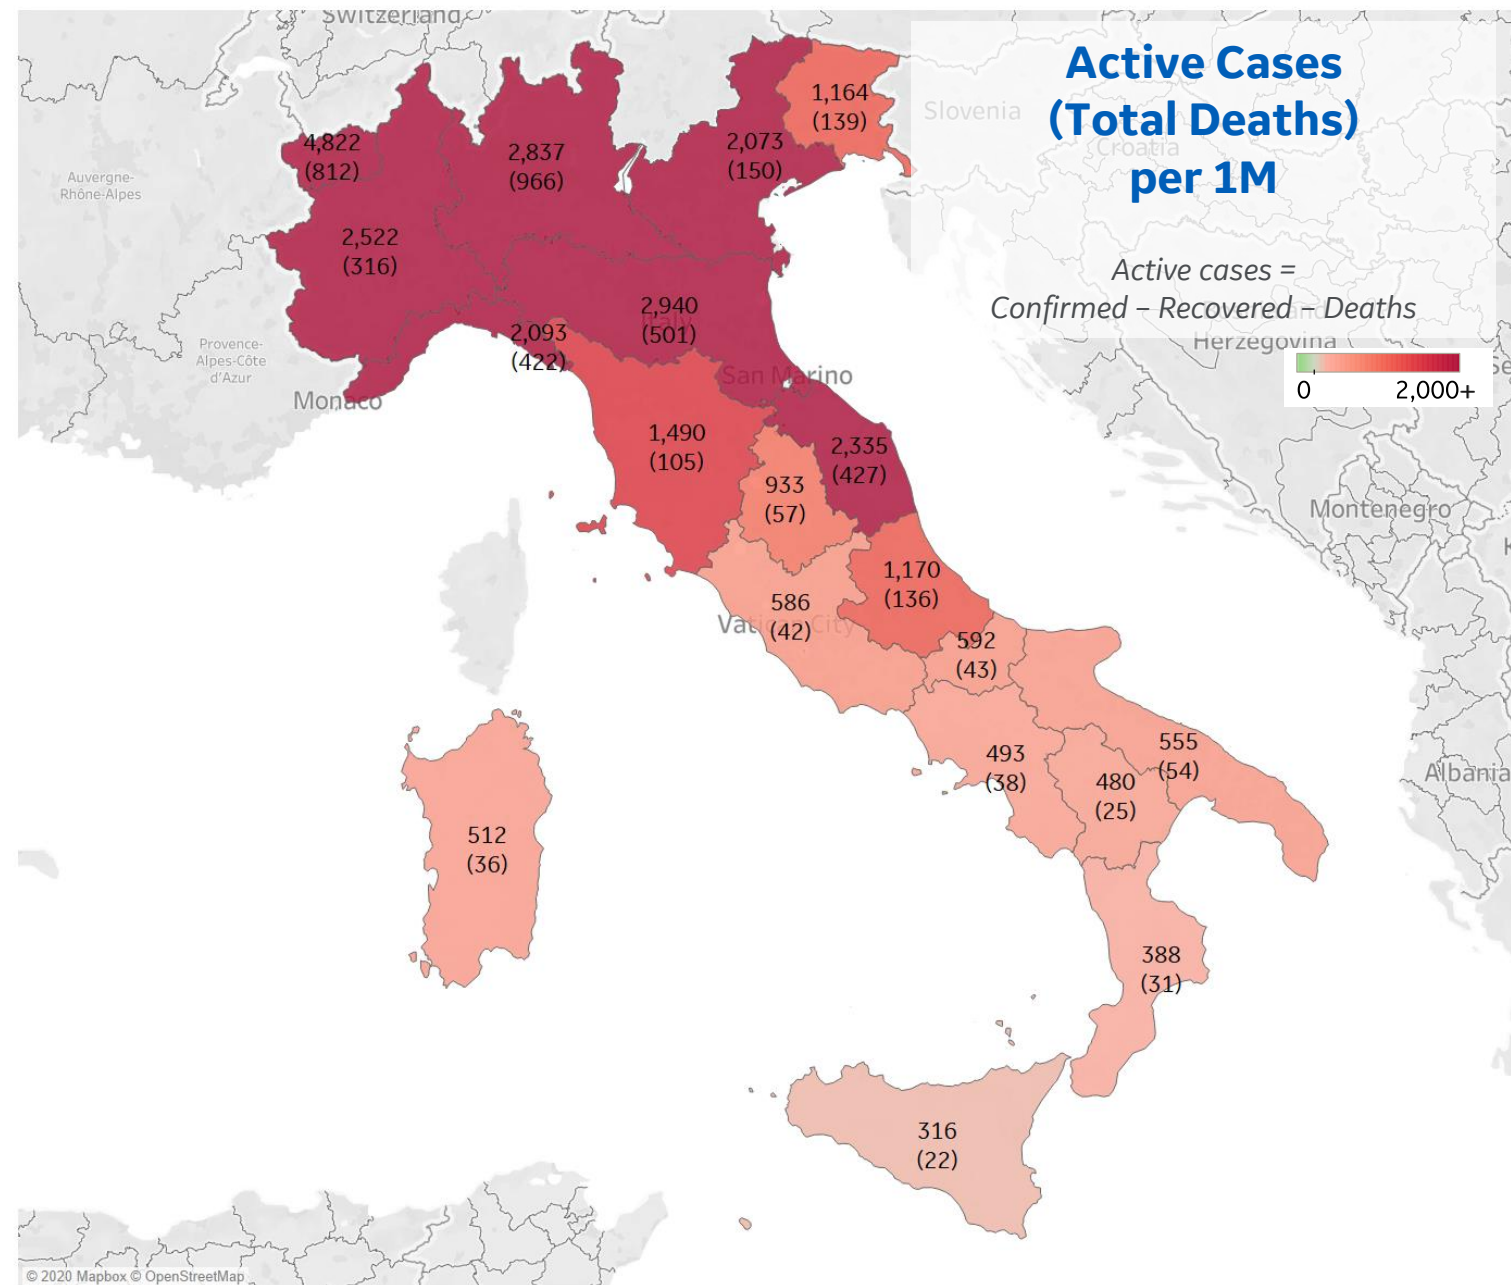 Switzerland
Active Cases
(Total Deaths)
per 1M
Active cases =
Confirmed – Recovered – Deaths
0
2,000+
Slovenia
Croatia
Herzegovina
Montenegro
Albania
Auvergne-
Rhône-Alpes
Provence-
Alpes-Côte
d'Azur
Monaco
Italy
San Marino
Vatican City
1,164
(139)
4,822
(812)
2,837
(966)
2,073
(150)
2,522
(316)
2,940
(501)
2,093
(422)
1,490
(105)
2,335
(427)
933
(57)
1,170
(136)
586
(42)
592
(43)
493
(38)
480
(25)
555
(54)
512
(36)
388
(31)
316
(22)
© 2020 Mapbox © OpenStreetMap